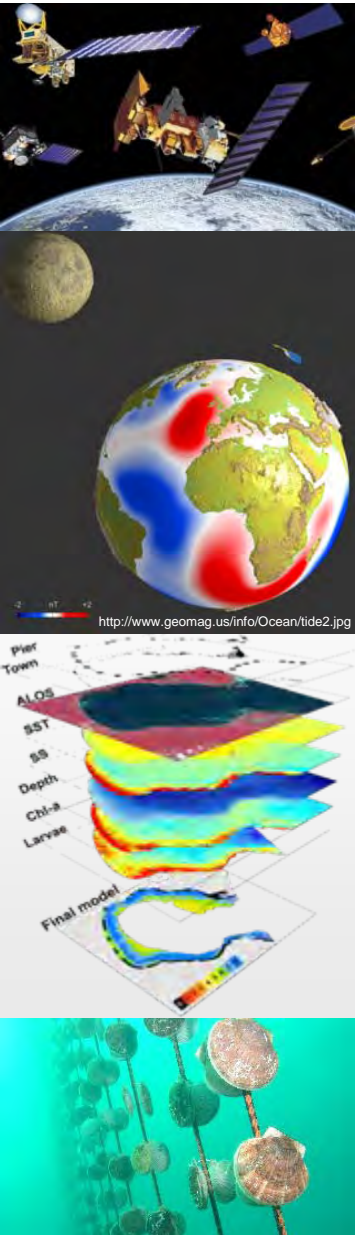 -2 nT +2
http://www.geomag.us/info/Ocean/tide2.jpg
Pier
Town
ALOS
SST
SS
Depth
Chl-a
Larvae
Final model